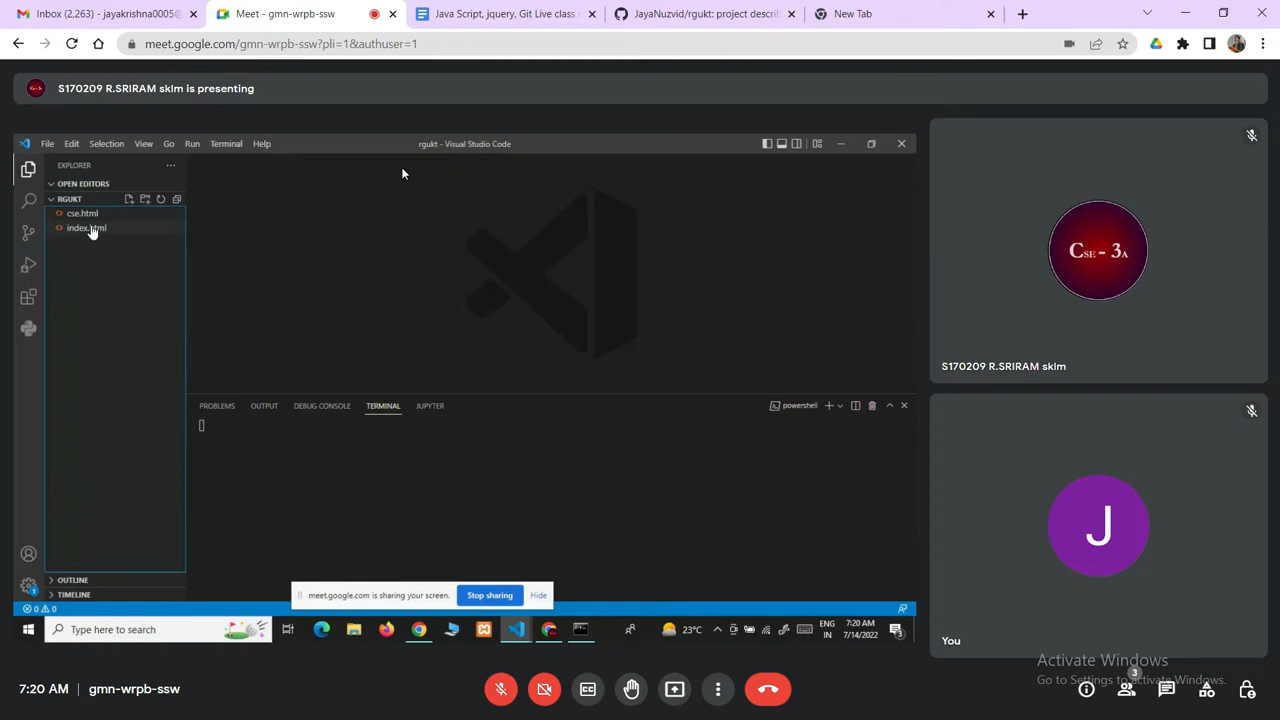 Inbox (2,263) - jayakrishna0005@
Meet - gmn-wrpb-ssw
Java Script, jquery, Git Live class
JayaNuzvid/rgukt: project descrit
New Tab
meet.google.com/gmn-wrpb-ssw?pli=1&authuser=1
S170209 R.SRIRAM sklm is presenting
File Edit Selection View Go Run Terminal Help
rgukt - Visual Studio Code
EXPLORER
OPEN EDITORS
RGUKT
cse.html
index.html
PROBLEMS OUTPUT DEBUG CONSOLE TERMINAL JUPYTER
powershell
OUTLINE
TIMELINE
meet.google.com is sharing your screen.
Stop sharing
Hide
0 0
Type here to search
23°C
ENG
IN
7:20 AM
7/14/2022
3
CSE - 3A
S170209 R.SRIRAM sklm
J
You
Activate Windows
Go to Settings to activate Windows.
7:20 AM
gmn-wrpb-ssw
3